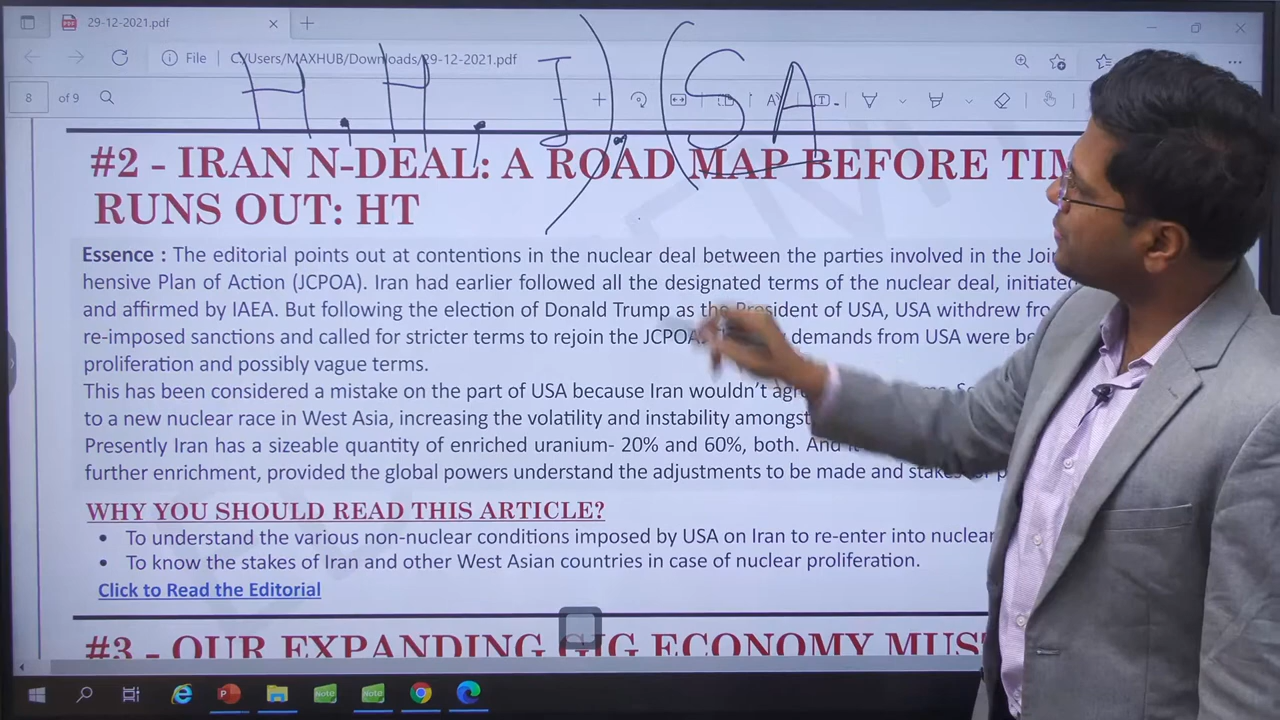 29-12-2021.pdf
File C:/Users/MAXHUB/Downloads/29-12-2021.pdf
8 of 9
H, H, I). (SA
#2 - IRAN N-DEAL: A ROAD MAP BEFORE TIM
RUNS OUT: HT
Essence : The editorial points out at contentions in the nuclear deal between the parties involved in the Join
hensive Plan of Action (JCPOA). Iran had earlier followed all the designated terms of the nuclear deal, initiated
and affirmed by IAEA. But following the election of Donald Trump as the President of USA, USA withdrew fro
re-imposed sanctions and called for stricter terms to rejoin the JCPOA. demands from USA were be
proliferation and possibly vague terms.
This has been considered a mistake on the part of USA because Iran wouldn't
to a new nuclear race in West Asia, increasing the volatility and instability amongst
Presently Iran has a sizeable quantity of enriched uranium- 20% and 60%, both. And
further enrichment, provided the global powers understand the adjustments to be made and
WHY YOU SHOULD READ THIS ARTICLE?
• To understand the various non-nuclear conditions imposed by USA on Iran to re-enter into nuclear
• To know the stakes of Iran and other West Asian countries in case of nuclear proliferation.
Click to Read the Editorial
#3 - OUR EXPANDING GIG ECONOMY MUS